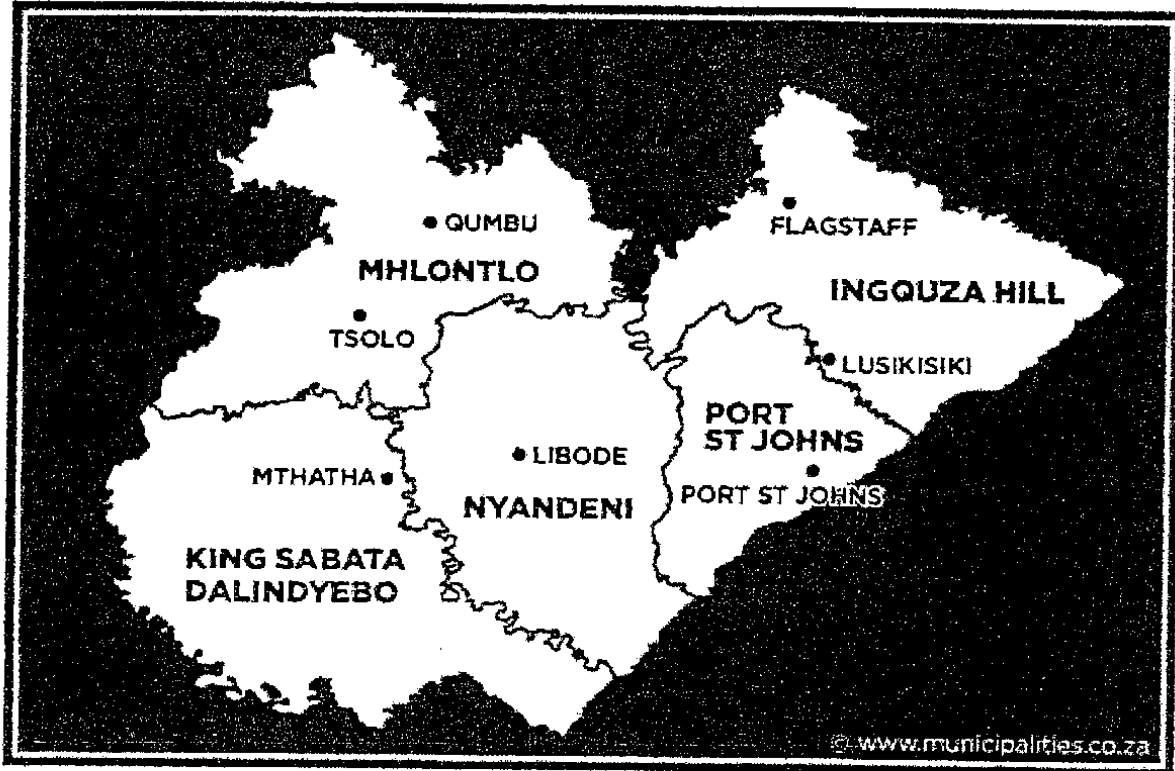 QUMBU
FLAGSTAFF
MHLONTLO
INGQUZA HILL
TSOLO
LUSIKISIKI
PORT
ST JOHNS
LIBODE
MTHATHA
PORT ST JOHNS
NYANDENI
KING SABATA
DALINDYEBO
© www.municipalities.co.za